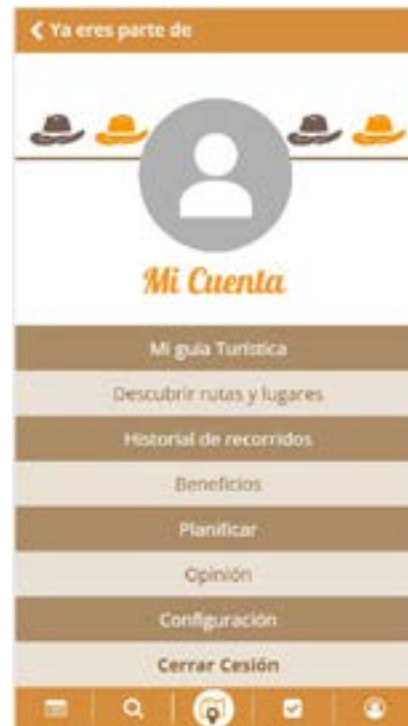 Ya eres parte de
Mi Cuenta
Mi guía Turística
Descubrir rutas y lugares
Historial de recorridos
Beneficios
Planificar
Opinión
Configuración
Cerrar Cesión